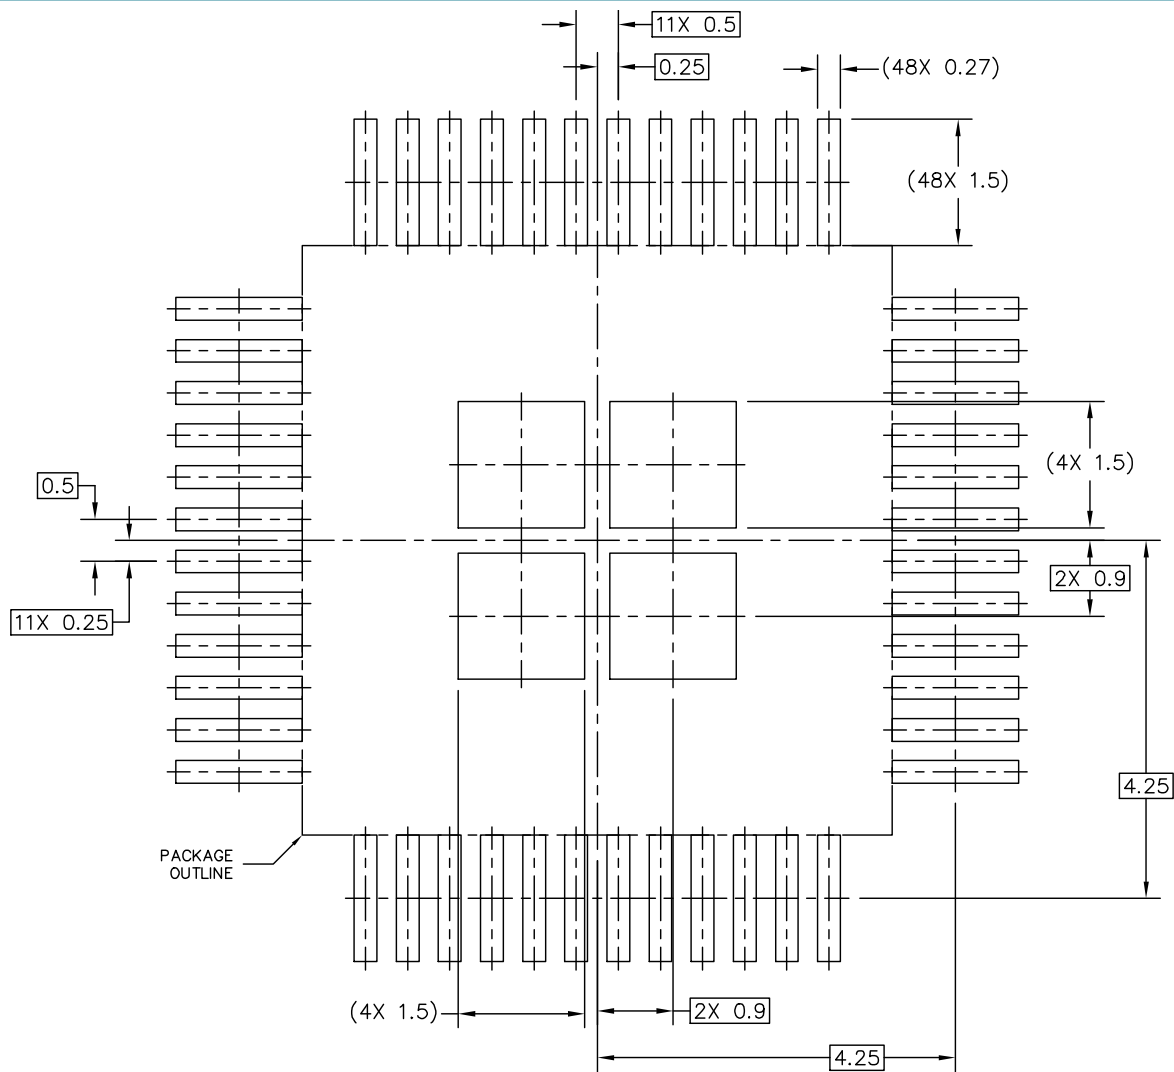 11X 0.5
0.25
(48X 0.27)
(48X 1.5)
(4X 1.5)
0.5
2X 0.9
11X 0.25
4.25
PACKAGE
OUTLINE
(4X 1.5)
2X 0.9
4.25